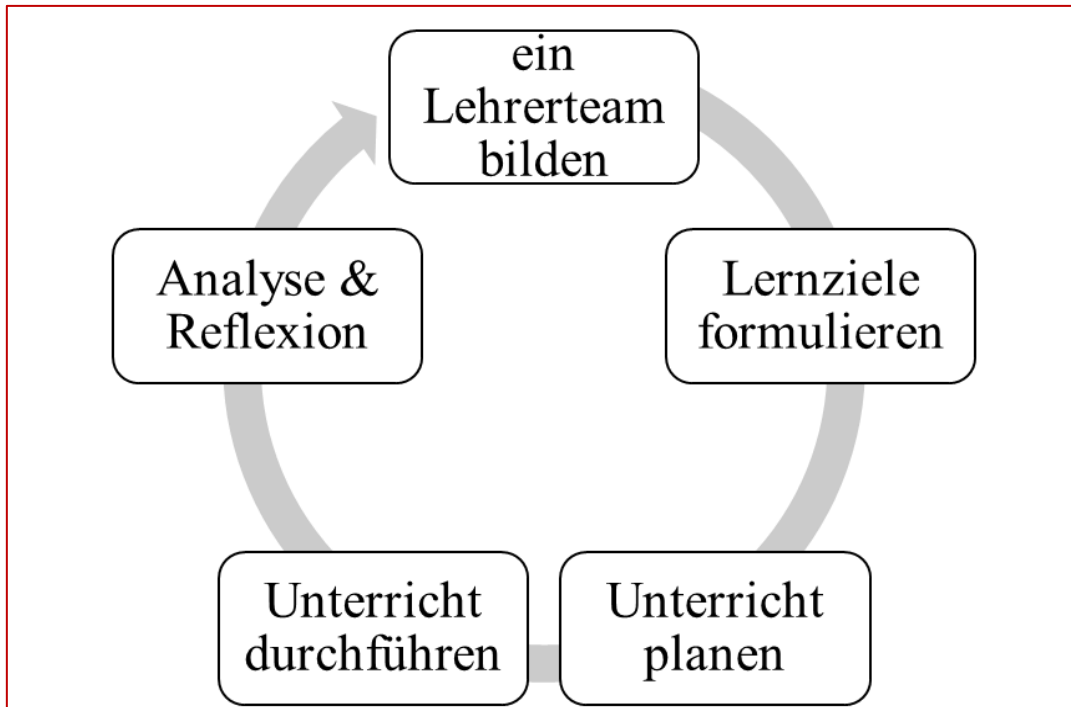 ein
Lehrerteam
bilden
Lernziele
formulieren
Unterricht
planen
Unterricht
durchführen
Analyse &
Reflexion